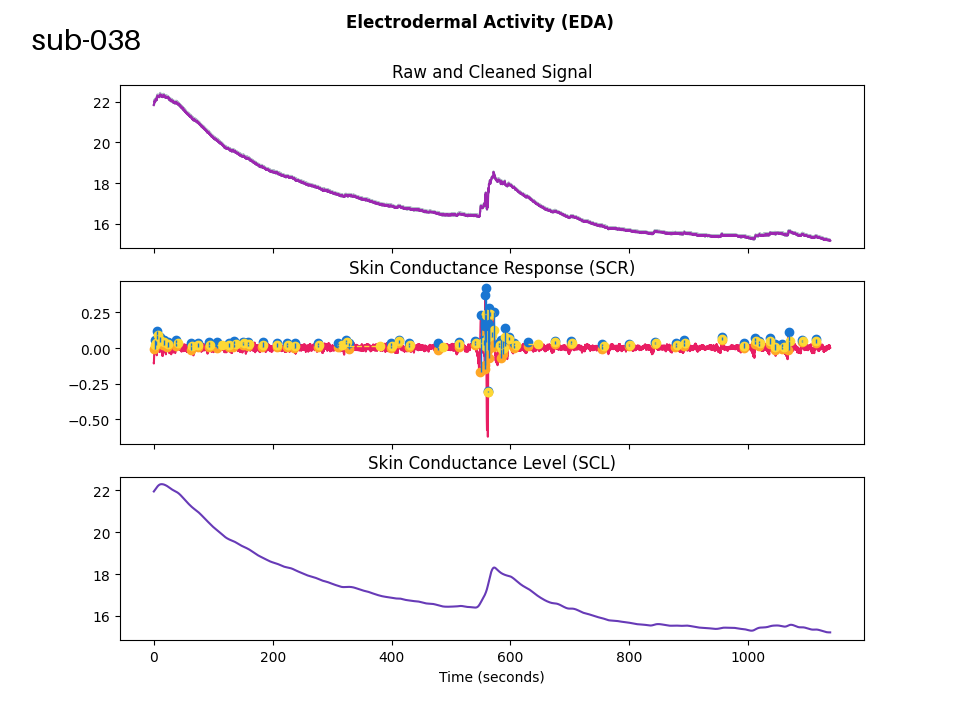 Electrodermal Activity (EDA)
sub-038
Raw and Cleaned Signal
22
20
18
16
Skin Conductance Response (SCR)
0.25
0.00
−0.25
−0.50
Skin Conductance Level (SCL)
22
20
18
16
0 200 400 600 800 1000
Time (seconds)